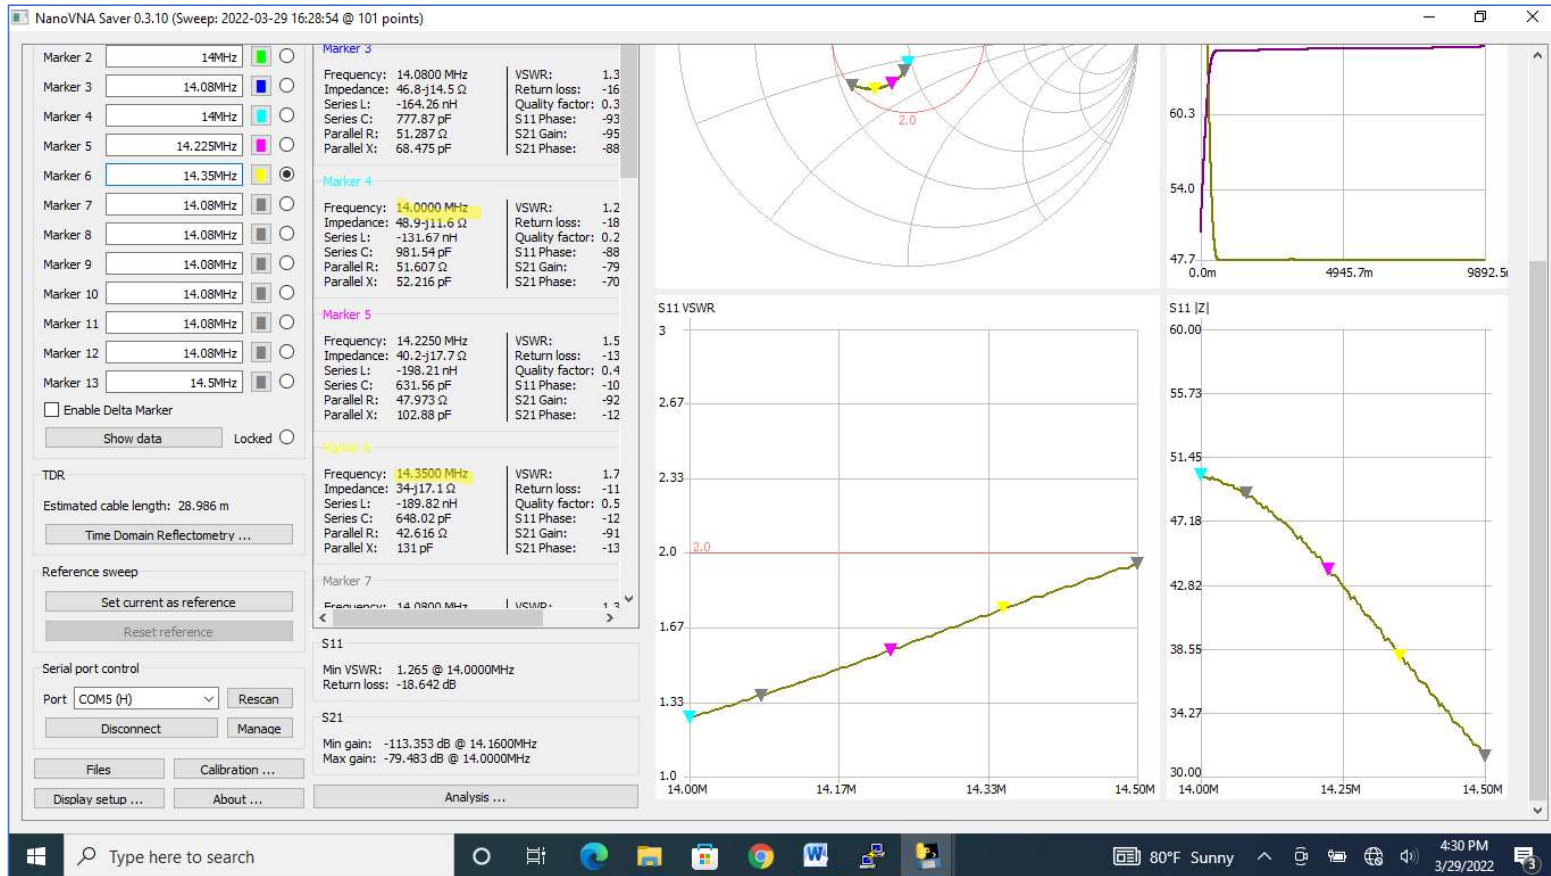 NanoVNA Saver 0.3.10 (Sweep: 2022-03-29 16:28:54 @ 101 points)
Marker 2 14MHz
Marker 3 14.08MHz
Marker 4 14MHz
Marker 5 14.225MHz
Marker 6 14.35MHz
Marker 7 14.08MHz
Marker 8 14.08MHz
Marker 9 14.08MHz
Marker 10 14.08MHz
Marker 11 14.08MHz
Marker 12 14.08MHz
Marker 13 14.5MHz
Enable Delta Marker
Show data Locked
TDR
Estimated cable length: 28.986 m
Time Domain Reflectometry ...
Reference sweep
Set current as reference
Reset reference
Serial port control
Port COM5 (H) Rescan
Disconnect Manage
Files Calibration ...
Display setup ... About ...
Marker 3
Frequency: 14.0800 MHz VSWR: 1.3
Impedance: 46.8-j14.5 Ω Return loss: -16
Series L: -164.26 nH Quality factor: 0.3
Series C: 777.87 pF S11 Phase: -93
Parallel R: 51.287 Ω S21 Gain: -95
Parallel X: 68.475 pF S21 Phase: -88
Marker 4
Frequency: 14.0000 MHz VSWR: 1.2
Impedance: 48.9-j11.6 Ω Return loss: -18
Series L: -131.67 nH Quality factor: 0.2
Series C: 981.54 pF S11 Phase: -88
Parallel R: 51.607 Ω S21 Gain: -79
Parallel X: 52.216 pF S21 Phase: -70
Marker 5
Frequency: 14.2250 MHz VSWR: 1.5
Impedance: 40.2-j17.7 Ω Return loss: -13
Series L: -198.21 nH Quality factor: 0.4
Series C: 631.56 pF S11 Phase: -10
Parallel R: 47.973 Ω S21 Gain: -92
Parallel X: 102.88 pF S21 Phase: -12
Marker 6
Frequency: 14.3500 MHz VSWR: 1.7
Impedance: 34-j17.1 Ω Return loss: -11
Series L: -189.82 nH Quality factor: 0.5
Series C: 648.02 pF S11 Phase: -12
Parallel R: 42.616 Ω S21 Gain: -91
Parallel X: 131 pF S21 Phase: -13
Marker 7
Frequency: 14.0800 MHz VSWR: 1.3
S11
Min VSWR: 1.265 @ 14.0000MHz
Return loss: -18.642 dB
S21
Min gain: -113.353 dB @ 14.1600MHz
Max gain: -79.483 dB @ 14.0000MHz
Analysis ...
2.0
60.3
54.0
47.7
0.0m 4945.7m 9892.5
S11 VSWR
3
2.67
2.33
2.0 2.0
1.67
1.33
1.0
14.00M 14.17M 14.33M 14.50M
S11 |Z|
60.00
55.73
51.45
47.18
42.82
38.55
34.27
30.00
14.00M 14.25M 14.50M
Type here to search
W
80°F Sunny
4:30 PM
3/29/2022
3